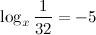 log_x 1/32 = -5